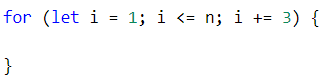 for (let i = 1; i <= n; i += 3) {
}